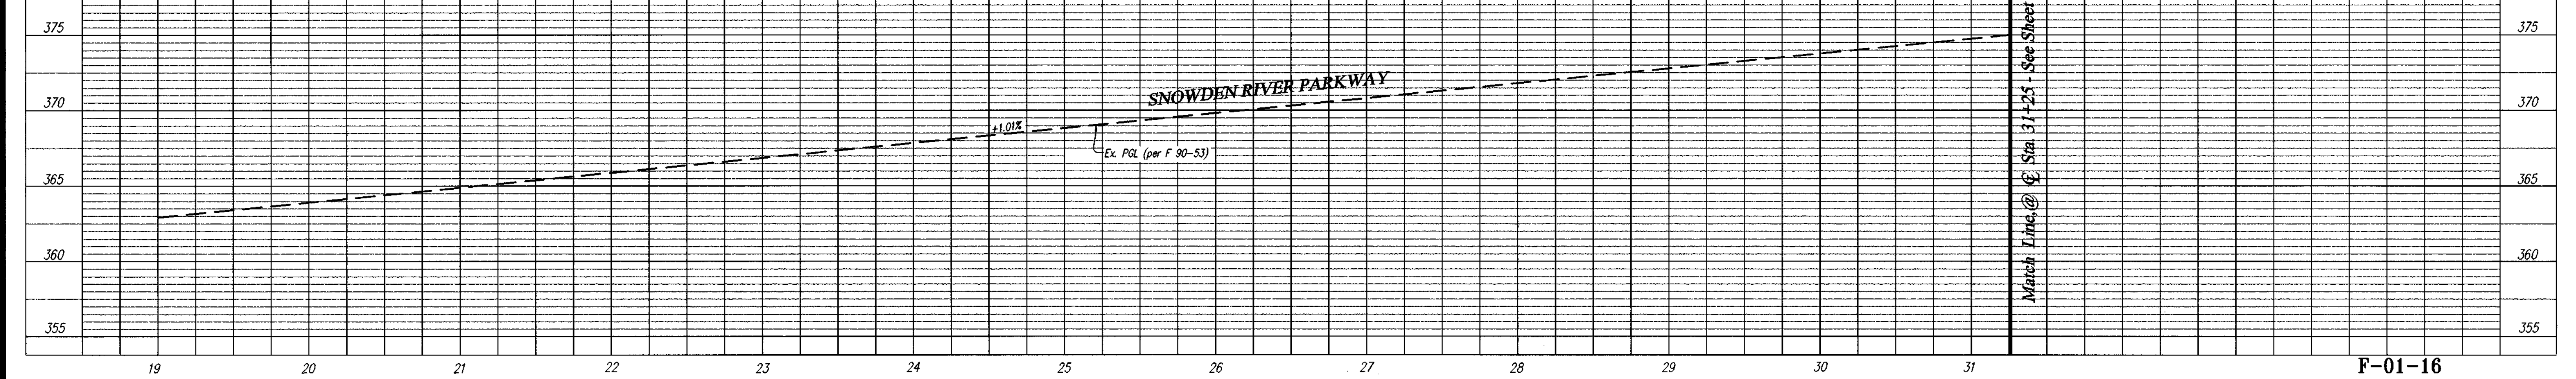 375
375
370
370
365
365
360
360
355
355
SNOWDEN RIVER PARKWAY
+1.01%
Ex. PGL (per F 90-53)
Match Line,@ ℄ Sta. 31+25 - See Sheet
19 20 21 22 23 24 25 26 27 28 29 30 31
F-01-16